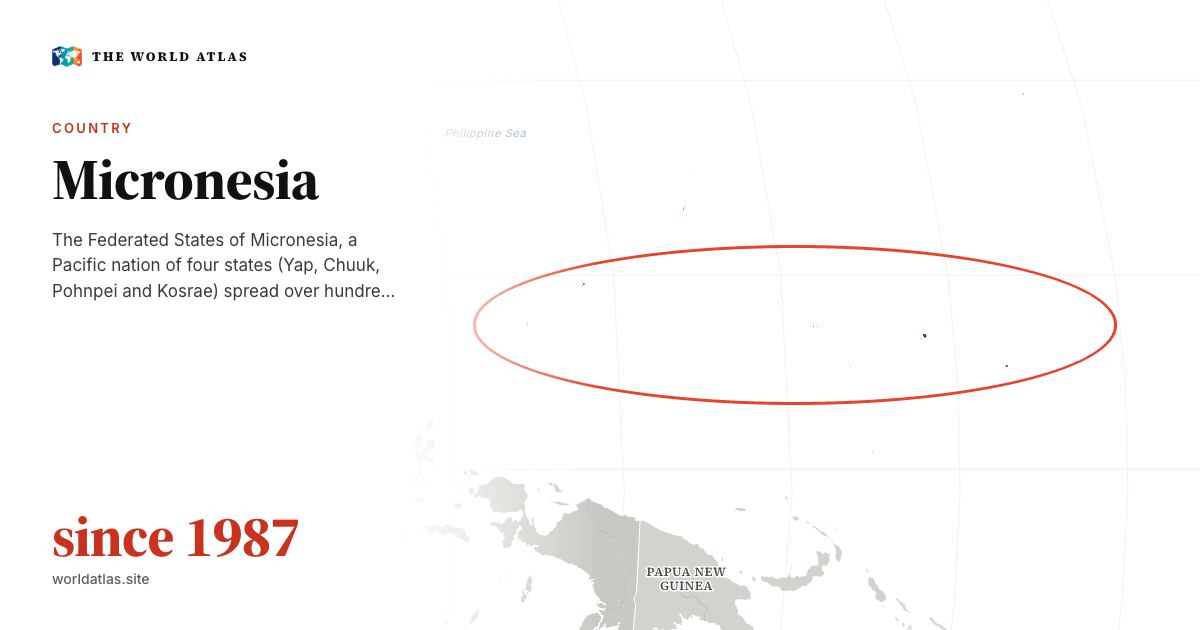 THE WORLD ATLAS
COUNTRY
Micronesia
The Federated States of Micronesia, a
Pacific nation of four states (Yap, Chuuk,
Pohnpei and Kosrae) spread over hundre...
since 1987
worldatlas.site
Philippine Sea
PAPUA NEW
GUINEA